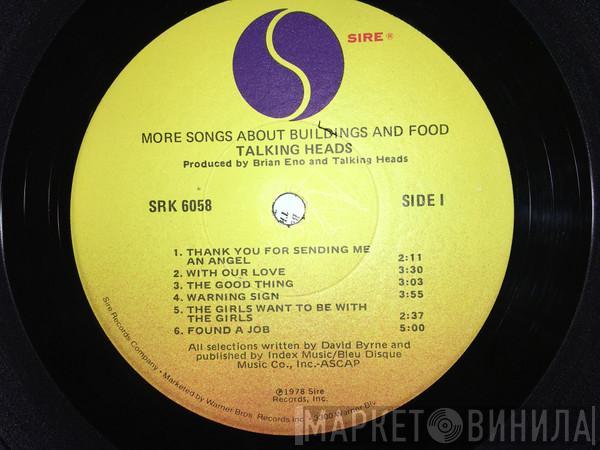 SIRE ®
MORE SONGS ABOUT BUILDINGS AND FOOD
TALKING HEADS
Produced by Brian Eno and Talking Heads
SRK 6058
SIDE I
1. THANK YOU FOR SENDING ME
AN ANGEL 2:11
2. WITH OUR LOVE 3:30
3. THE GOOD THING 3:03
4. WARNING SIGN 3:55
5. THE GIRLS WANT TO BE WITH
THE GIRLS 2:37
6. FOUND A JOB 5:00
All selections written by David Byrne and
published by Index Music/Bleu Disque
Music Co., Inc.-ASCAP
℗1978 Sire
Records, Inc.
Sire Records Company • Marketed by Warner Bros. Records Inc. • 3300 Warner Blv
МАРКЕТ ВИНИЛА